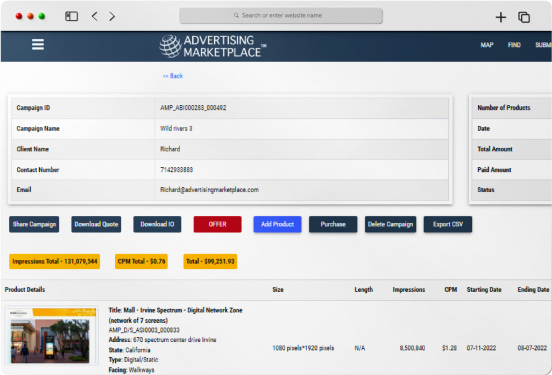 Search or enter website name
ADVERTISING
MARKETPLACE™
MAP FIND SUBM
<< Back
Campaign ID AMP_ABI000283_000492
Campaign Name Wild rivers 3
Client Name Richard
Contact Number 7142933883
Email Richard@advertisingmarketplace.com
Number of Products
Date
Total Amount
Paid Amount
Status
Share Campaign Download Quote Download IO OFFER Add Product Purchase Delete Campaign Export CSV
Impressions Total - 131,079,544 CPM Total - $0.76 Total - $99,251.93
Product Details Size Length Impressions CPM Starting Date Ending Date
Title: Mall - Irvine Spectrum - Digital Network Zone
(network of 7 screens)
AMP_D/S_ASI0003_000833
Address: 670 spectrum center drive Irvine
State: California
Type: Digital/Static
Facing: Walkways
1080 pixels*1920 pixels N/A 8,500,840 $1.28 07-11-2022 08-07-2022